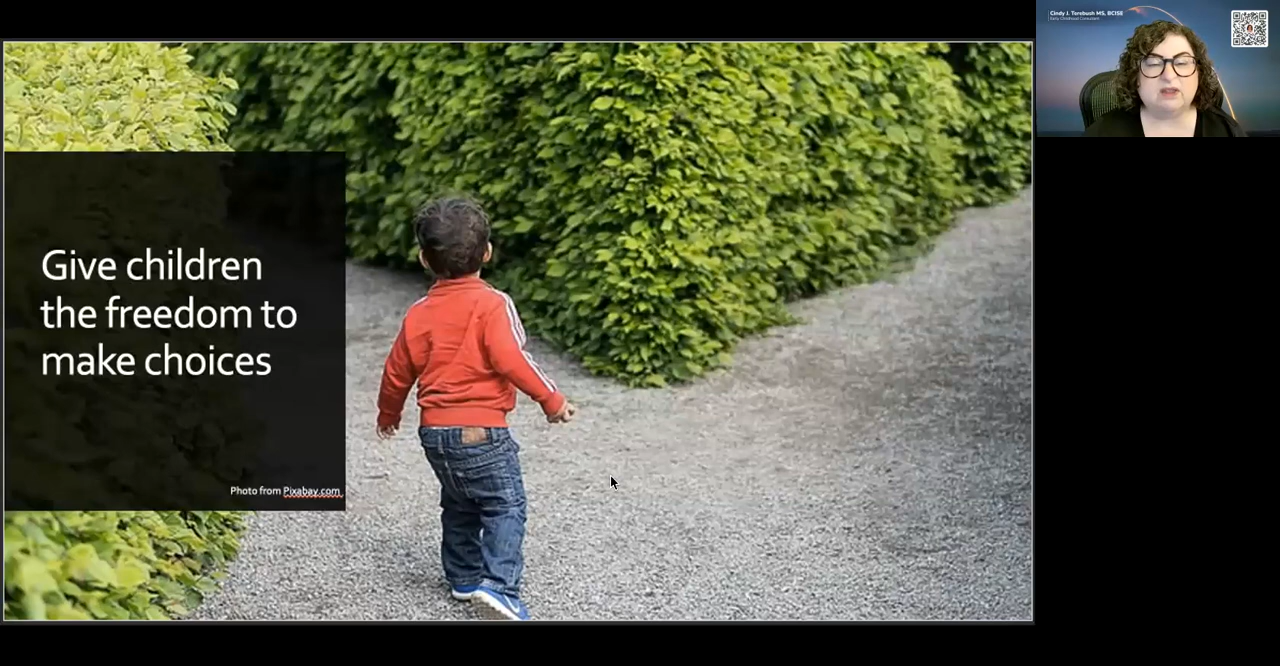 Give children
the freedom to
make choices
Photo from Pixabay.com
Cindy J. Terebush MS, BCISE
Early Childhood Consultant